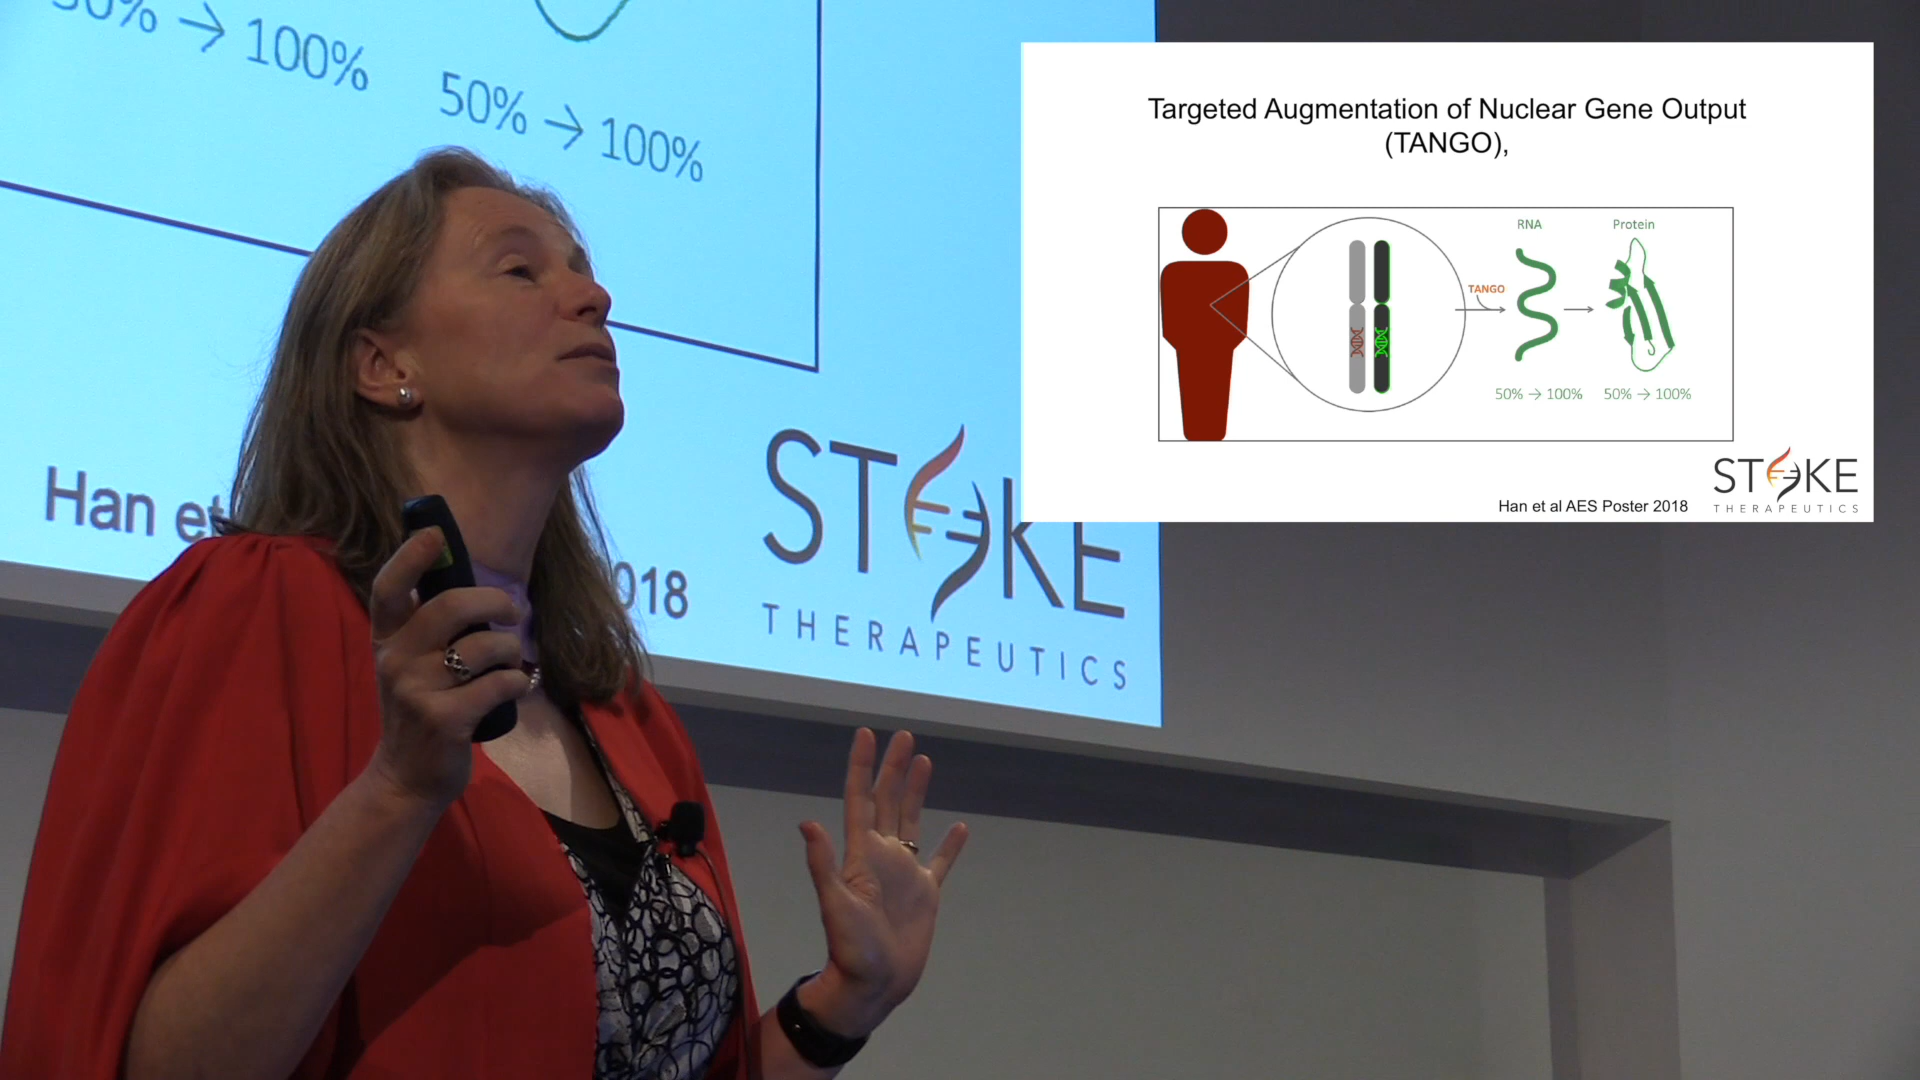 50% → 100%
50% → 100%
Han et
018
STOKE
THERAPEUTICS
Targeted Augmentation of Nuclear Gene Output
(TANGO),
RNA
Protein
TANGO
50% → 100%
50% → 100%
Han et al AES Poster 2018
STOKE
THERAPEUTICS